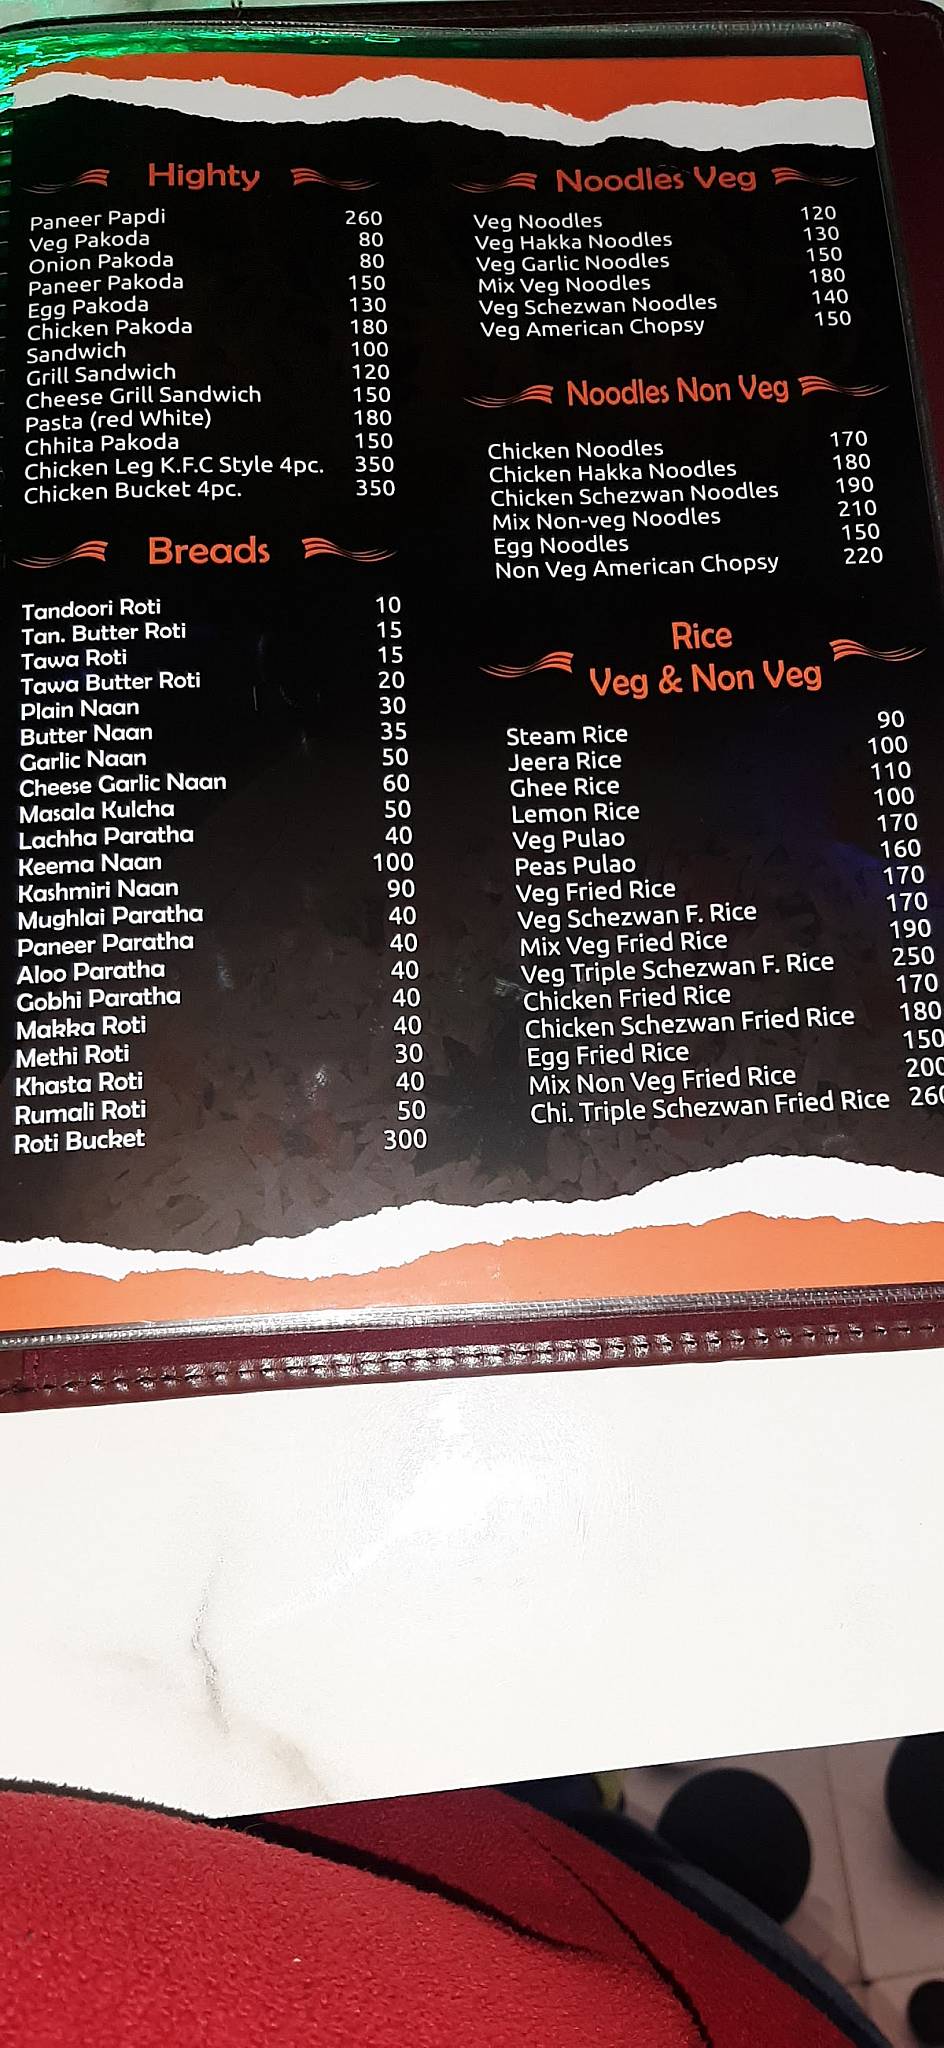 Highty
Paneer Papdi 260
Veg Pakoda 80
Onion Pakoda 80
Paneer Pakoda 150
Egg Pakoda 130
Chicken Pakoda 180
Sandwich 100
Grill Sandwich 120
Cheese Grill Sandwich 150
Pasta (red White) 180
Chhita Pakoda 150
Chicken Leg K.F.C Style 4pc. 350
Chicken Bucket 4pc. 350
Breads
Tandoori Roti 10
Tan. Butter Roti 15
Tawa Roti 15
Tawa Butter Roti 20
Plain Naan 30
Butter Naan 35
Garlic Naan 50
Cheese Garlic Naan 60
Masala Kulcha 50
Lachha Paratha 40
Keema Naan 100
Kashmiri Naan 90
Mughlai Paratha 40
Paneer Paratha 40
Aloo Paratha 40
Gobhi Paratha 40
Makka Roti 40
Methi Roti 30
Khasta Roti 40
Rumali Roti 50
Roti Bucket 300
Noodles Veg
Veg Noodles 120
Veg Hakka Noodles 130
Veg Garlic Noodles 150
Mix Veg Noodles 180
Veg Schezwan Noodles 140
Veg American Chopsy 150
Noodles Non Veg
Chicken Noodles 170
Chicken Hakka Noodles 180
Chicken Schezwan Noodles 190
Mix Non-veg Noodles 210
Egg Noodles 150
Non Veg American Chopsy 220
Rice
Veg & Non Veg
Steam Rice 90
Jeera Rice 100
Ghee Rice 110
Lemon Rice 100
Veg Pulao 170
Peas Pulao 160
Veg Fried Rice 170
Veg Schezwan F. Rice 170
Mix Veg Fried Rice 190
Veg Triple Schezwan F. Rice 250
Chicken Fried Rice 170
Chicken Schezwan Fried Rice 180
Egg Fried Rice 150
Mix Non Veg Fried Rice 200
Chi. Triple Schezwan Fried Rice 260